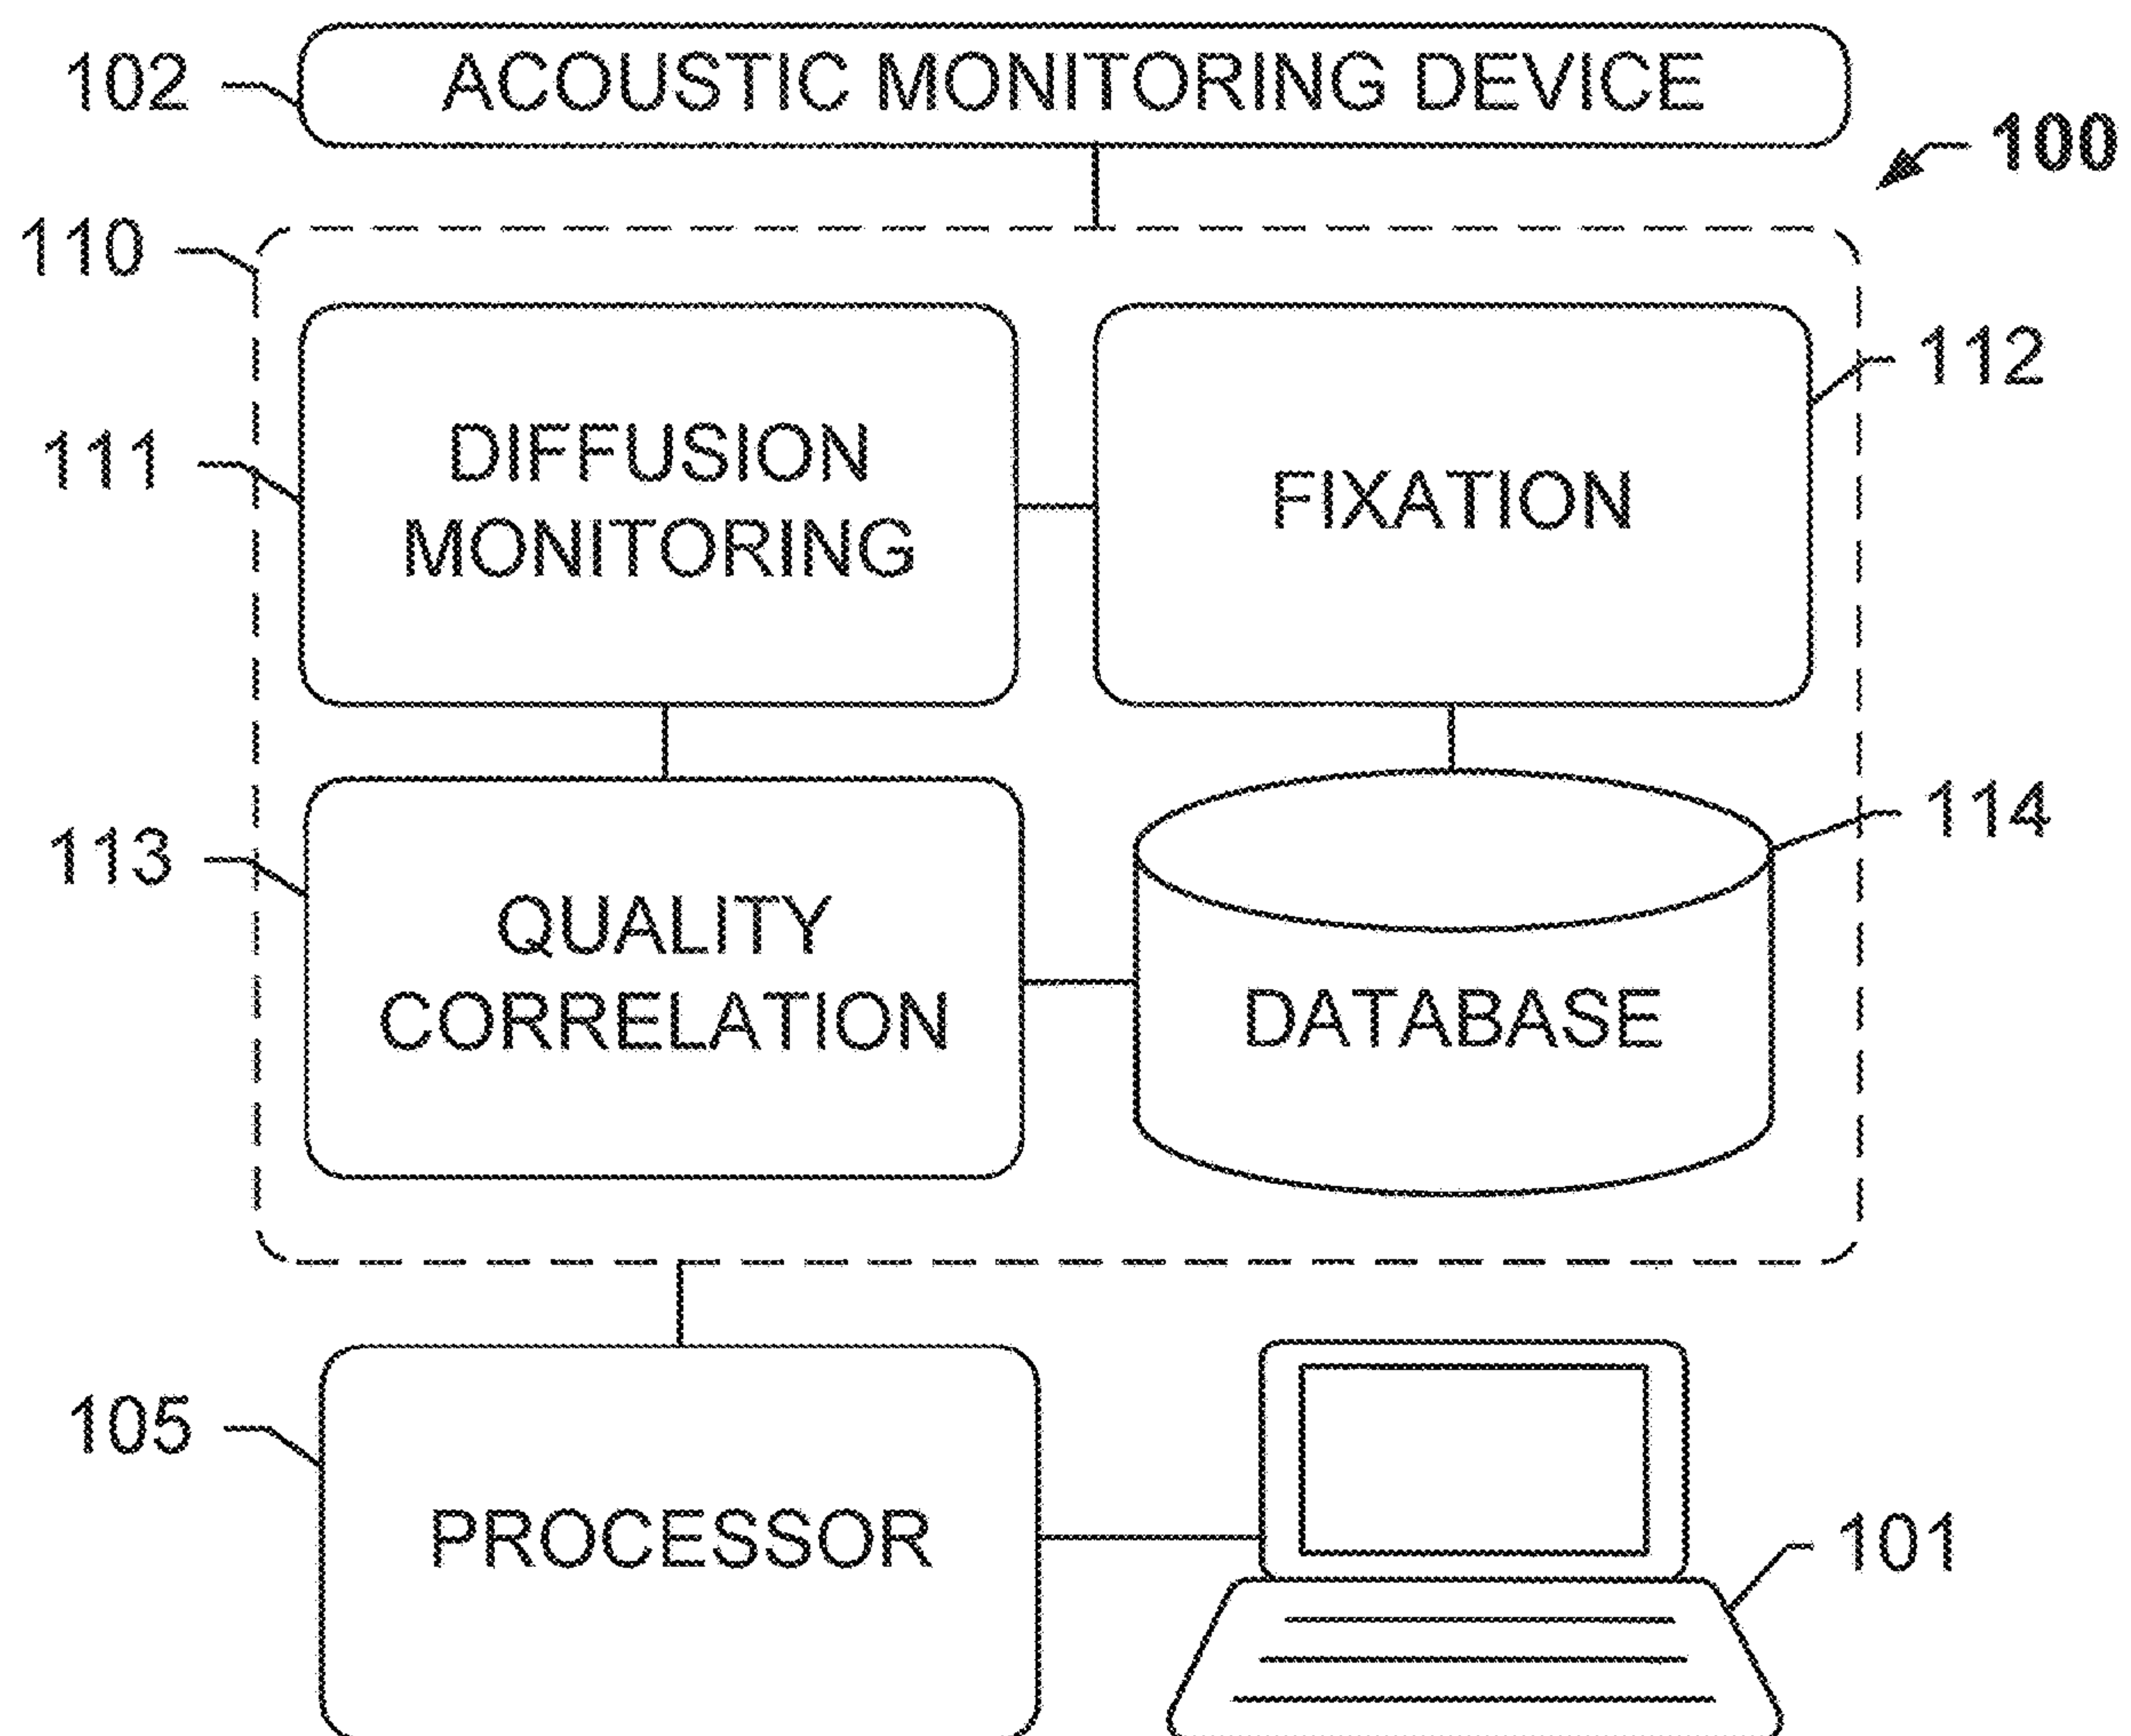 102
ACOUSTIC MONITORING DEVICE
100
110
111
DIFFUSION
MONITORING
FIXATION
112
113
QUALITY
CORRELATION
DATABASE
114
105
PROCESSOR
101